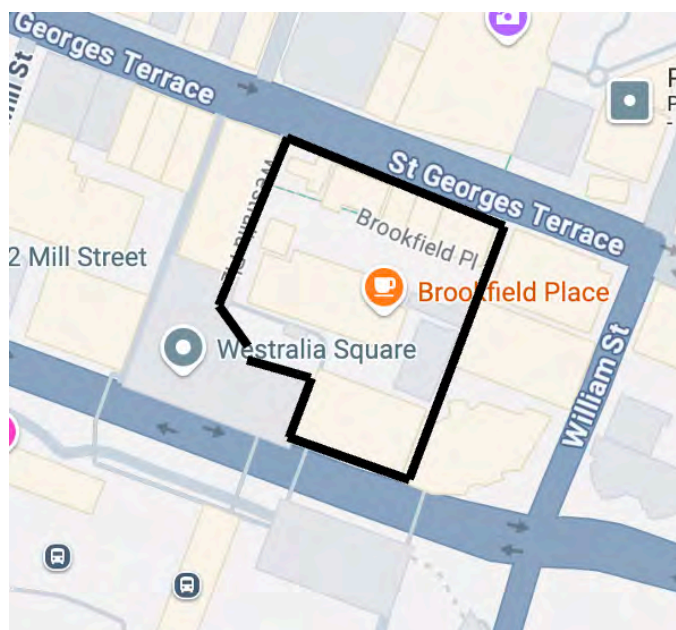 Georges Terrace
St Georges Terrace
Brookfield Pl
2 Mill Street
Brookfield Place
Westralia Square
William St